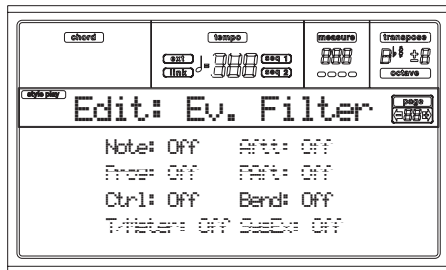 chord tempo measure transpose
ext seq 1
link seq 2
octave
style play page
Edit: Ev. Filter
Note: Off Aftt: Off
Prog: Off PAft: Off
Ctrl: Off Bend: Off
T/Meter: Off SysEx: Off